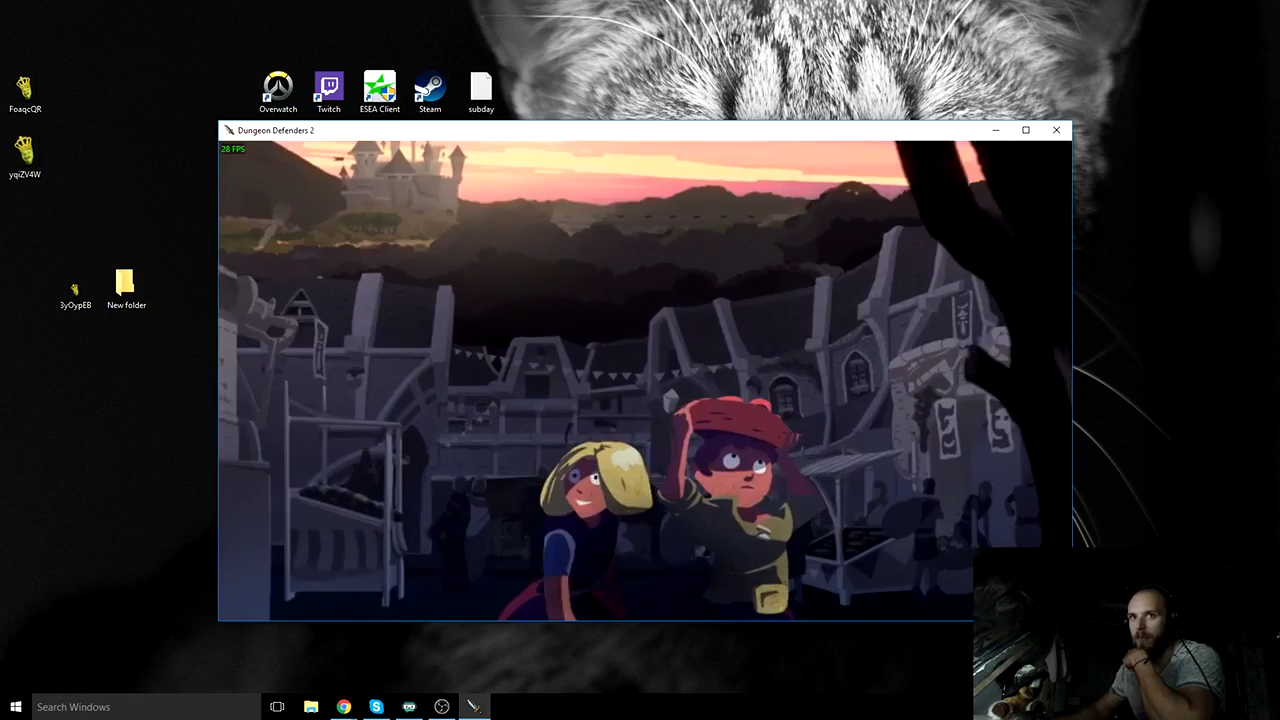 FoaqcQR
yqiZV4W
3yOypEB
New folder
Overwatch
Twitch
ESEA Client
Steam
subday
Dungeon Defenders 2
28 FPS
Search Windows